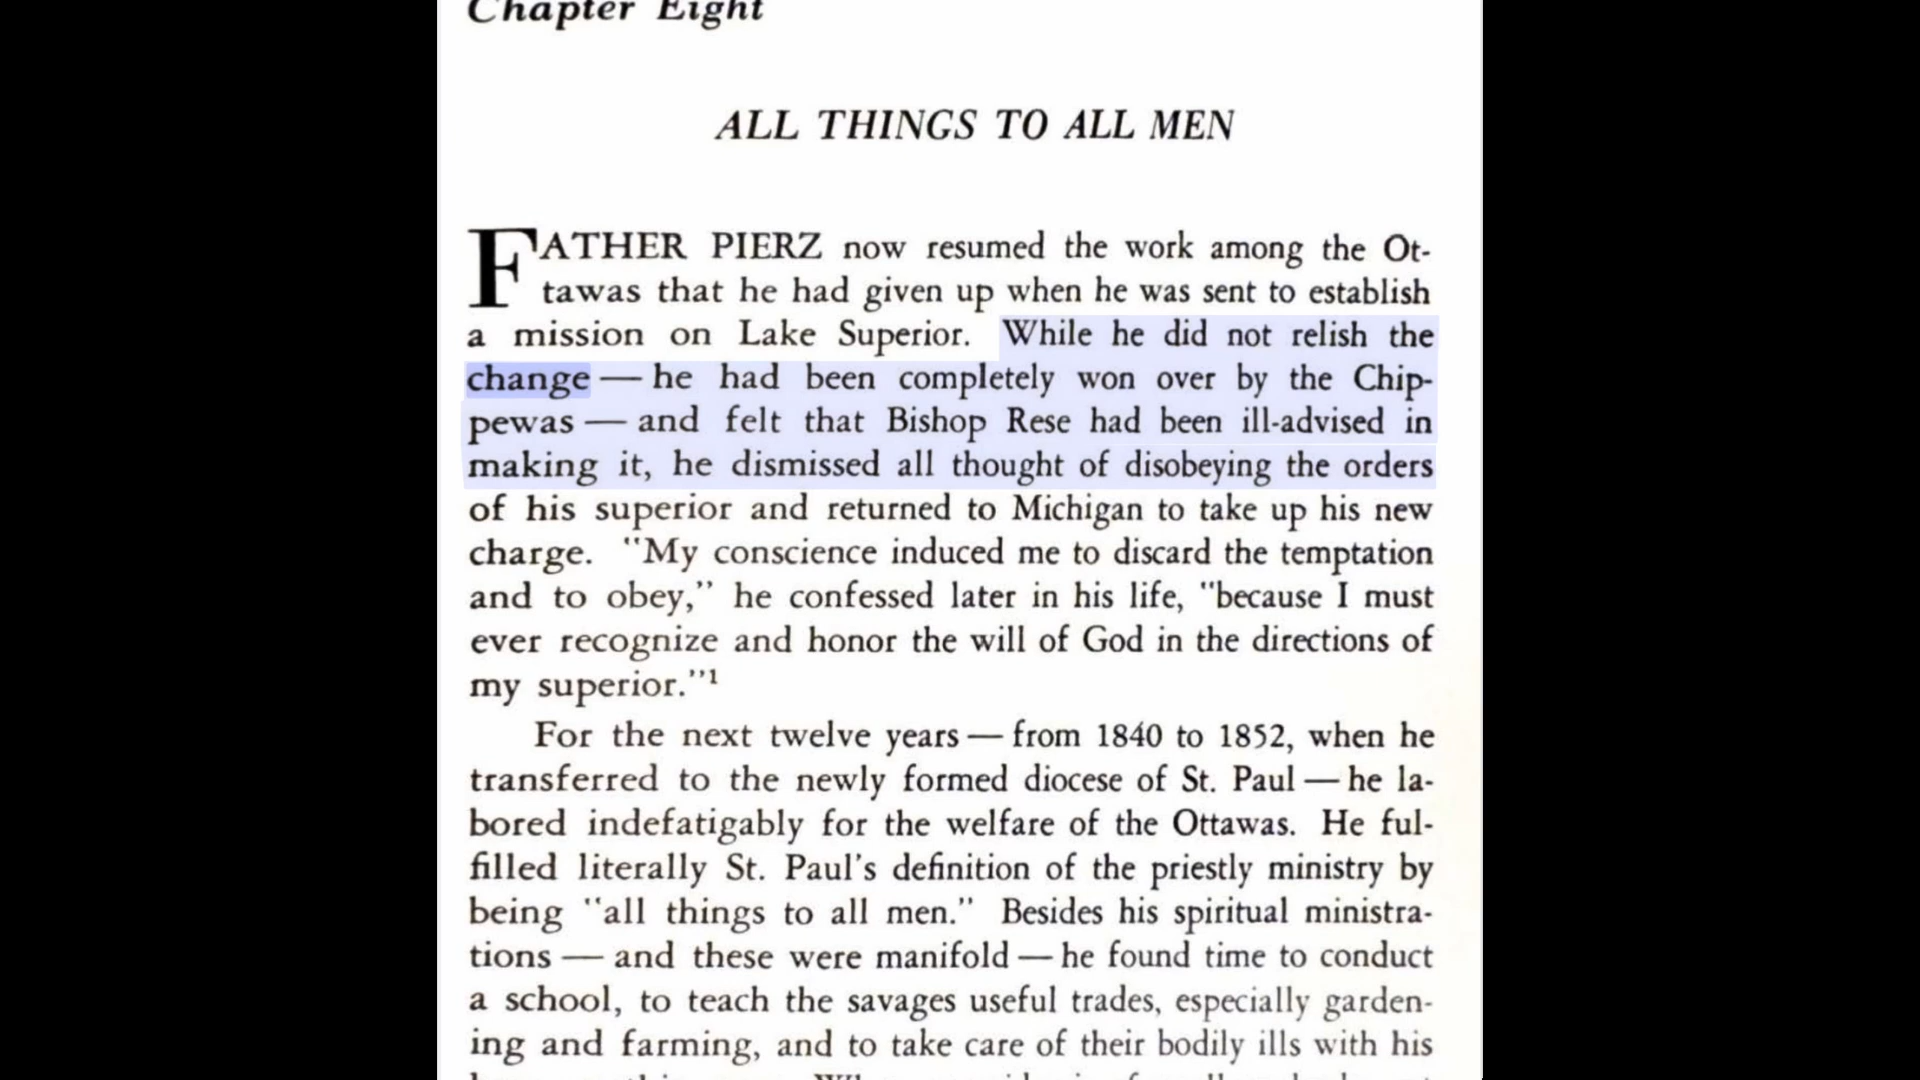 Chapter Eight
ALL THINGS TO ALL MEN
FATHER PIERZ now resumed the work among the Ot-
tawas that he had given up when he was sent to establish
a mission on Lake Superior. While he did not relish the
change — he had been completely won over by the Chip-
pewas — and felt that Bishop Rese had been ill-advised in
making it, he dismissed all thought of disobeying the orders
of his superior and returned to Michigan to take up his new
charge. "My conscience induced me to discard the temptation
and to obey," he confessed later in his life, "because I must
ever recognize and honor the will of God in the directions of
my superior."1
For the next twelve years — from 1840 to 1852, when he
transferred to the newly formed diocese of St. Paul — he la-
bored indefatigably for the welfare of the Ottawas. He ful-
filled literally St. Paul's definition of the priestly ministry by
being "all things to all men." Besides his spiritual ministra-
tions — and these were manifold — he found time to conduct
a school, to teach the savages useful trades, especially garden-
ing and farming, and to take care of their bodily ills with his